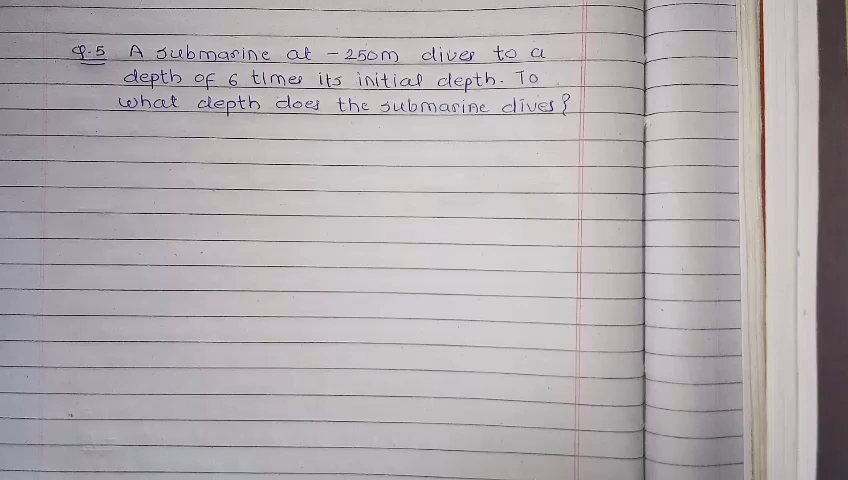 Q.5 A submarine at -250m dives to a
depth of 6 times its initial depth. To
what depth does the submarine dives?